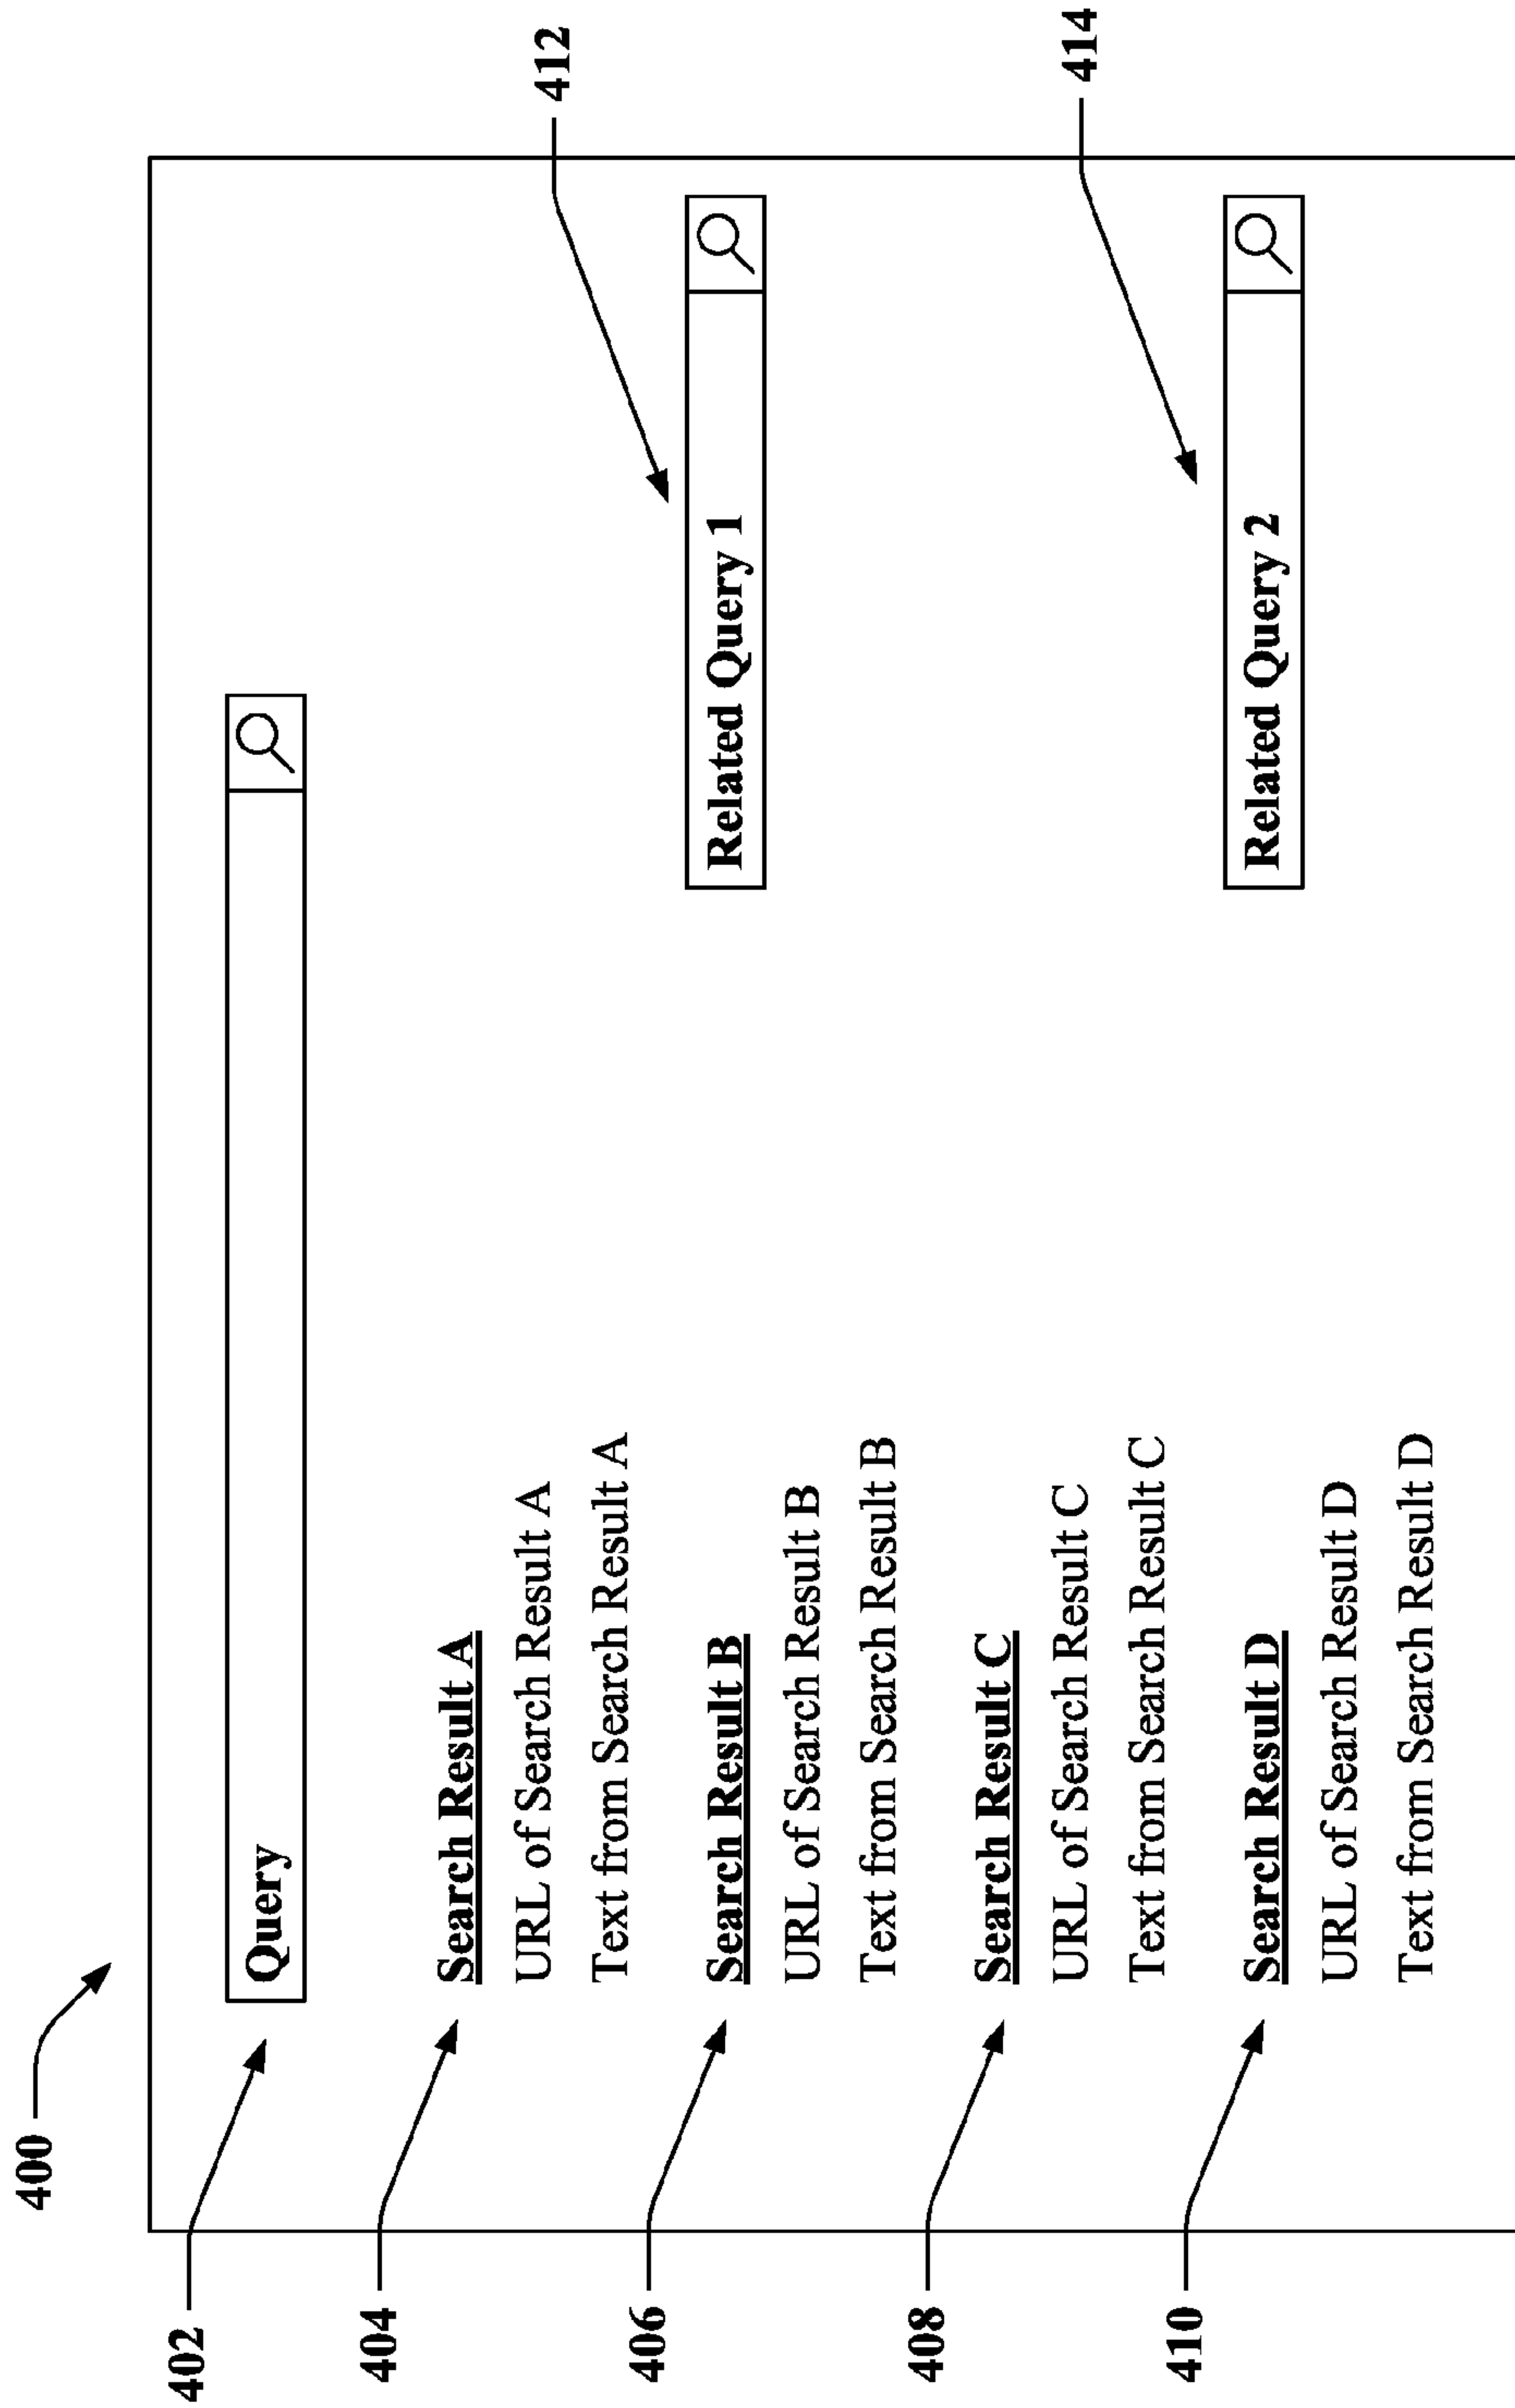 400
402
Query
412
404
Search Result A
URL of Search Result A
Text from Search Result A
406
Search Result B
Related Query 1
URL of Search Result B
Text from Search Result B
414
408
Search Result C
URL of Search Result C
Text from Search Result C
410
Search Result D
Related Query 2
URL of Search Result D
Text from Search Result D